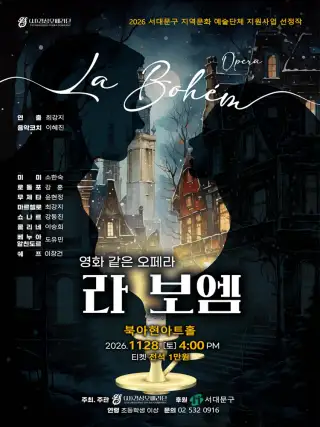 2026 서대문구 지역문화 예술단체 지원사업 선정작
Opera
La Bohém
연 출 최강지
음악코치 이혜진
미 미 소한숙
로돌포 강 훈
무제타 윤현정
마르첼로 최강지
쇼나르 강동진
콜리네 이승희
베누아
알친도르 도유민
쉐프 이장건
영화 같은 오페라
라 보엠
북아현아트홀
2026. 11.28. [토] 4:00 PM
티켓 전석 1만원
주최. 주관
후원 서대문구
연령 초등학생 이상 문의 02 532 0916